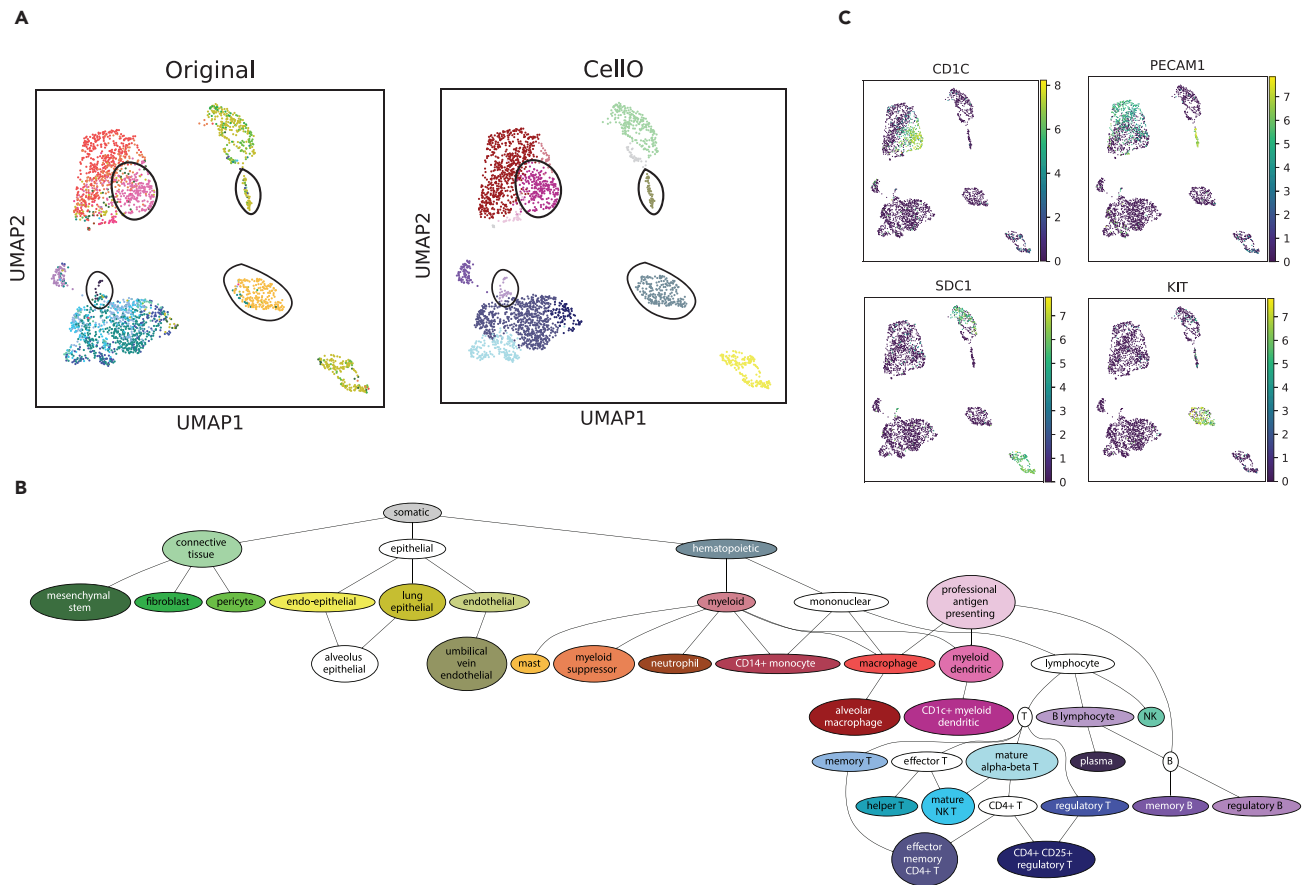 A
C
Original
CellO
UMAP2
UMAP1
UMAP2
UMAP1
CD1C
8
6
4
2
0
PECAM1
7
6
5
4
3
2
1
0
SDC1
7
6
5
4
3
2
1
0
KIT
7
6
5
4
3
2
1
0
B
somatic
connective
tissue
epithelial
hematopoietic
mesenchymal
stem
fibroblast
pericyte
endo-epithelial
lung
epithelial
endothelial
myeloid
mononuclear
professional
antigen
presenting
alveolus
epithelial
umbilical
vein
endothelial
mast
myeloid
suppressor
neutrophil
CD14+ monocyte
macrophage
myeloid
dendritic
lymphocyte
alveolar
macrophage
CD1c+ myeloid
dendritic
T
B lymphocyte
NK
memory T
effector T
mature
alpha-beta T
plasma
B
helper T
mature
NK T
CD4+ T
regulatory T
memory B
regulatory B
effector
memory
CD4+ T
CD4+ CD25+
regulatory T